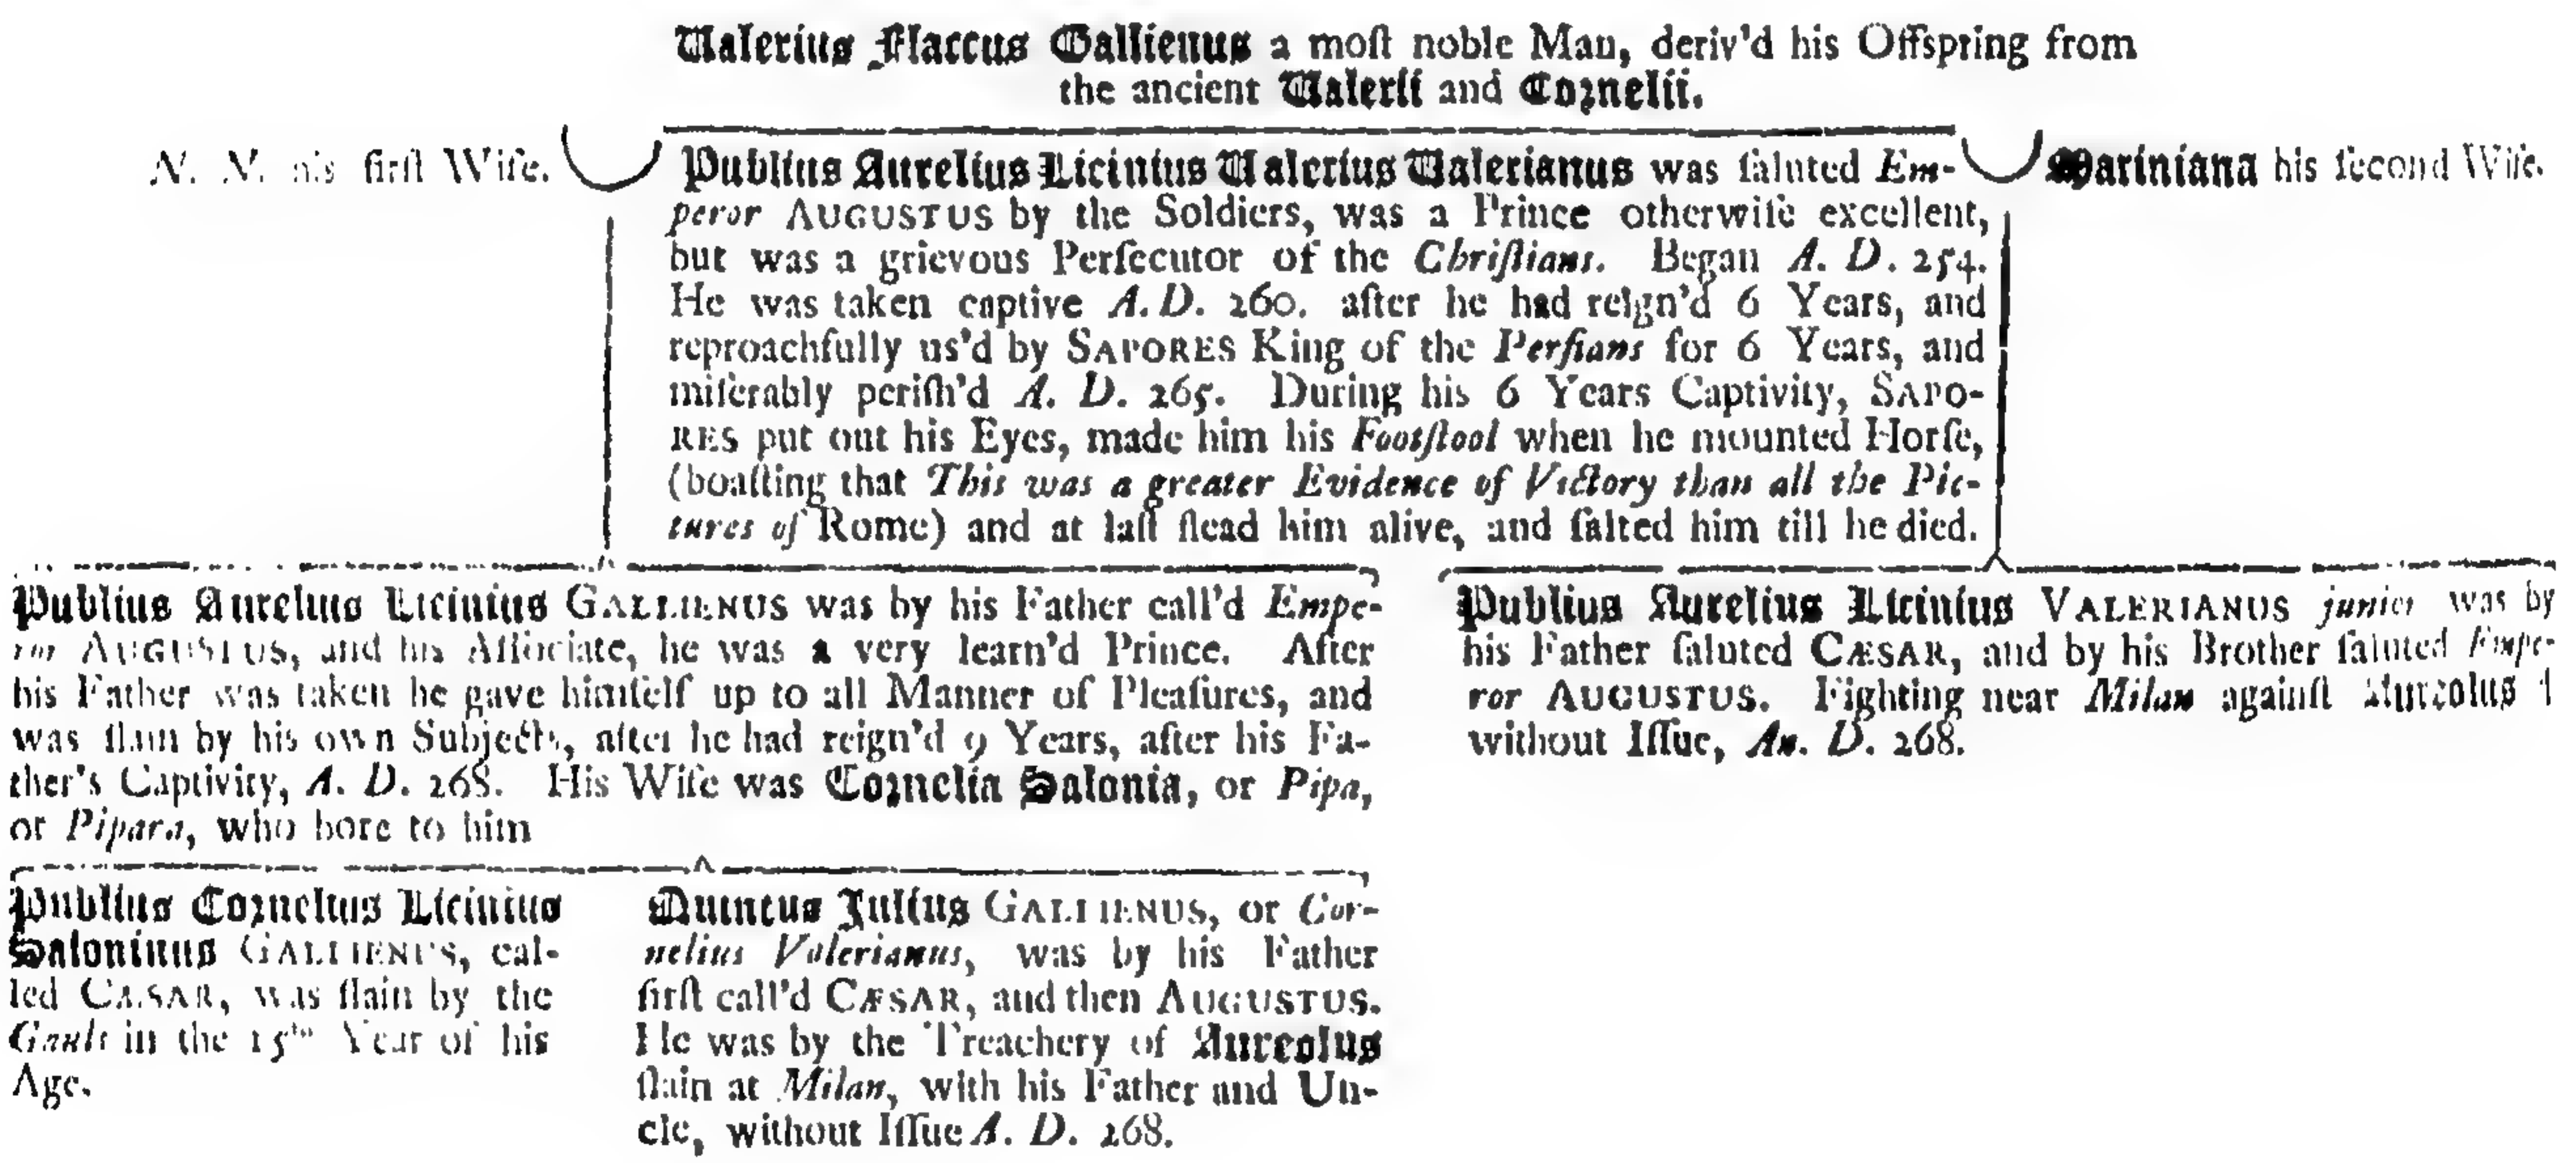 Valerius Flaccus Gallienus a moſt noble Man, deriv'd his Offspring from
the ancient Valerii and Cornelii.
N. N. his firſt Wife.
Publius Aurelius Licinius Valerius Valerianus was ſaluted Em-
peror AUGUSTUS by the Soldiers, was a Prince otherwiſe excellent,
but was a grievous Perſecutor of the Chriſtians. Began A. D. 254.
He was taken captive A. D. 260. after he had reign'd 6 Years, and
reproachfully us'd by SAPORES King of the Perſians for 6 Years, and
miſerably periſh'd A. D. 265. During his 6 Years Captivity, SAPO-
RES put out his Eyes, made him his Footſtool when he mounted Horſe,
(boaſting that This was a greater Evidence of Victory than all the Pic-
tures of Rome) and at laſt flead him alive, and ſalted him till he died.
Mariniana his ſecond Wife.
Publius Aurelius Licinius GALLIENUS was by his Father call'd Empe-
ror AUGUSTUS, and his Aſſociate, he was a very learn'd Prince. After
his Father was taken he gave himſelf up to all Manner of Pleaſures, and
was ſlain by his own Subjects, after he had reign'd 9 Years, after his Fa-
ther's Captivity, A. D. 268. His Wife was Cornelia Salonia, or Pipa,
or Pipara, who bore to him
Publius Aurelius Licinius VALERIANUS junior was by
his Father ſaluted CÆSAR, and by his Brother ſaluted Empe-
ror AUGUSTUS. Fighting near Milan againſt Aureolus
without Iſſue, An. D. 268.
Publius Cornelius Licinius
Saloninus GALLIENUS, cal-
led CÆSAR, was ſlain by the
Gauls in the 15th Year of his
Age.
Quintus Julius GALLIENUS, or Cor-
nelius Valerianus, was by his Father
firſt call'd CÆSAR, and then AUGUSTUS.
He was by the Treachery of Aureolus
ſlain at Milan, with his Father and Un-
cle, without Iſſue A. D. 268.